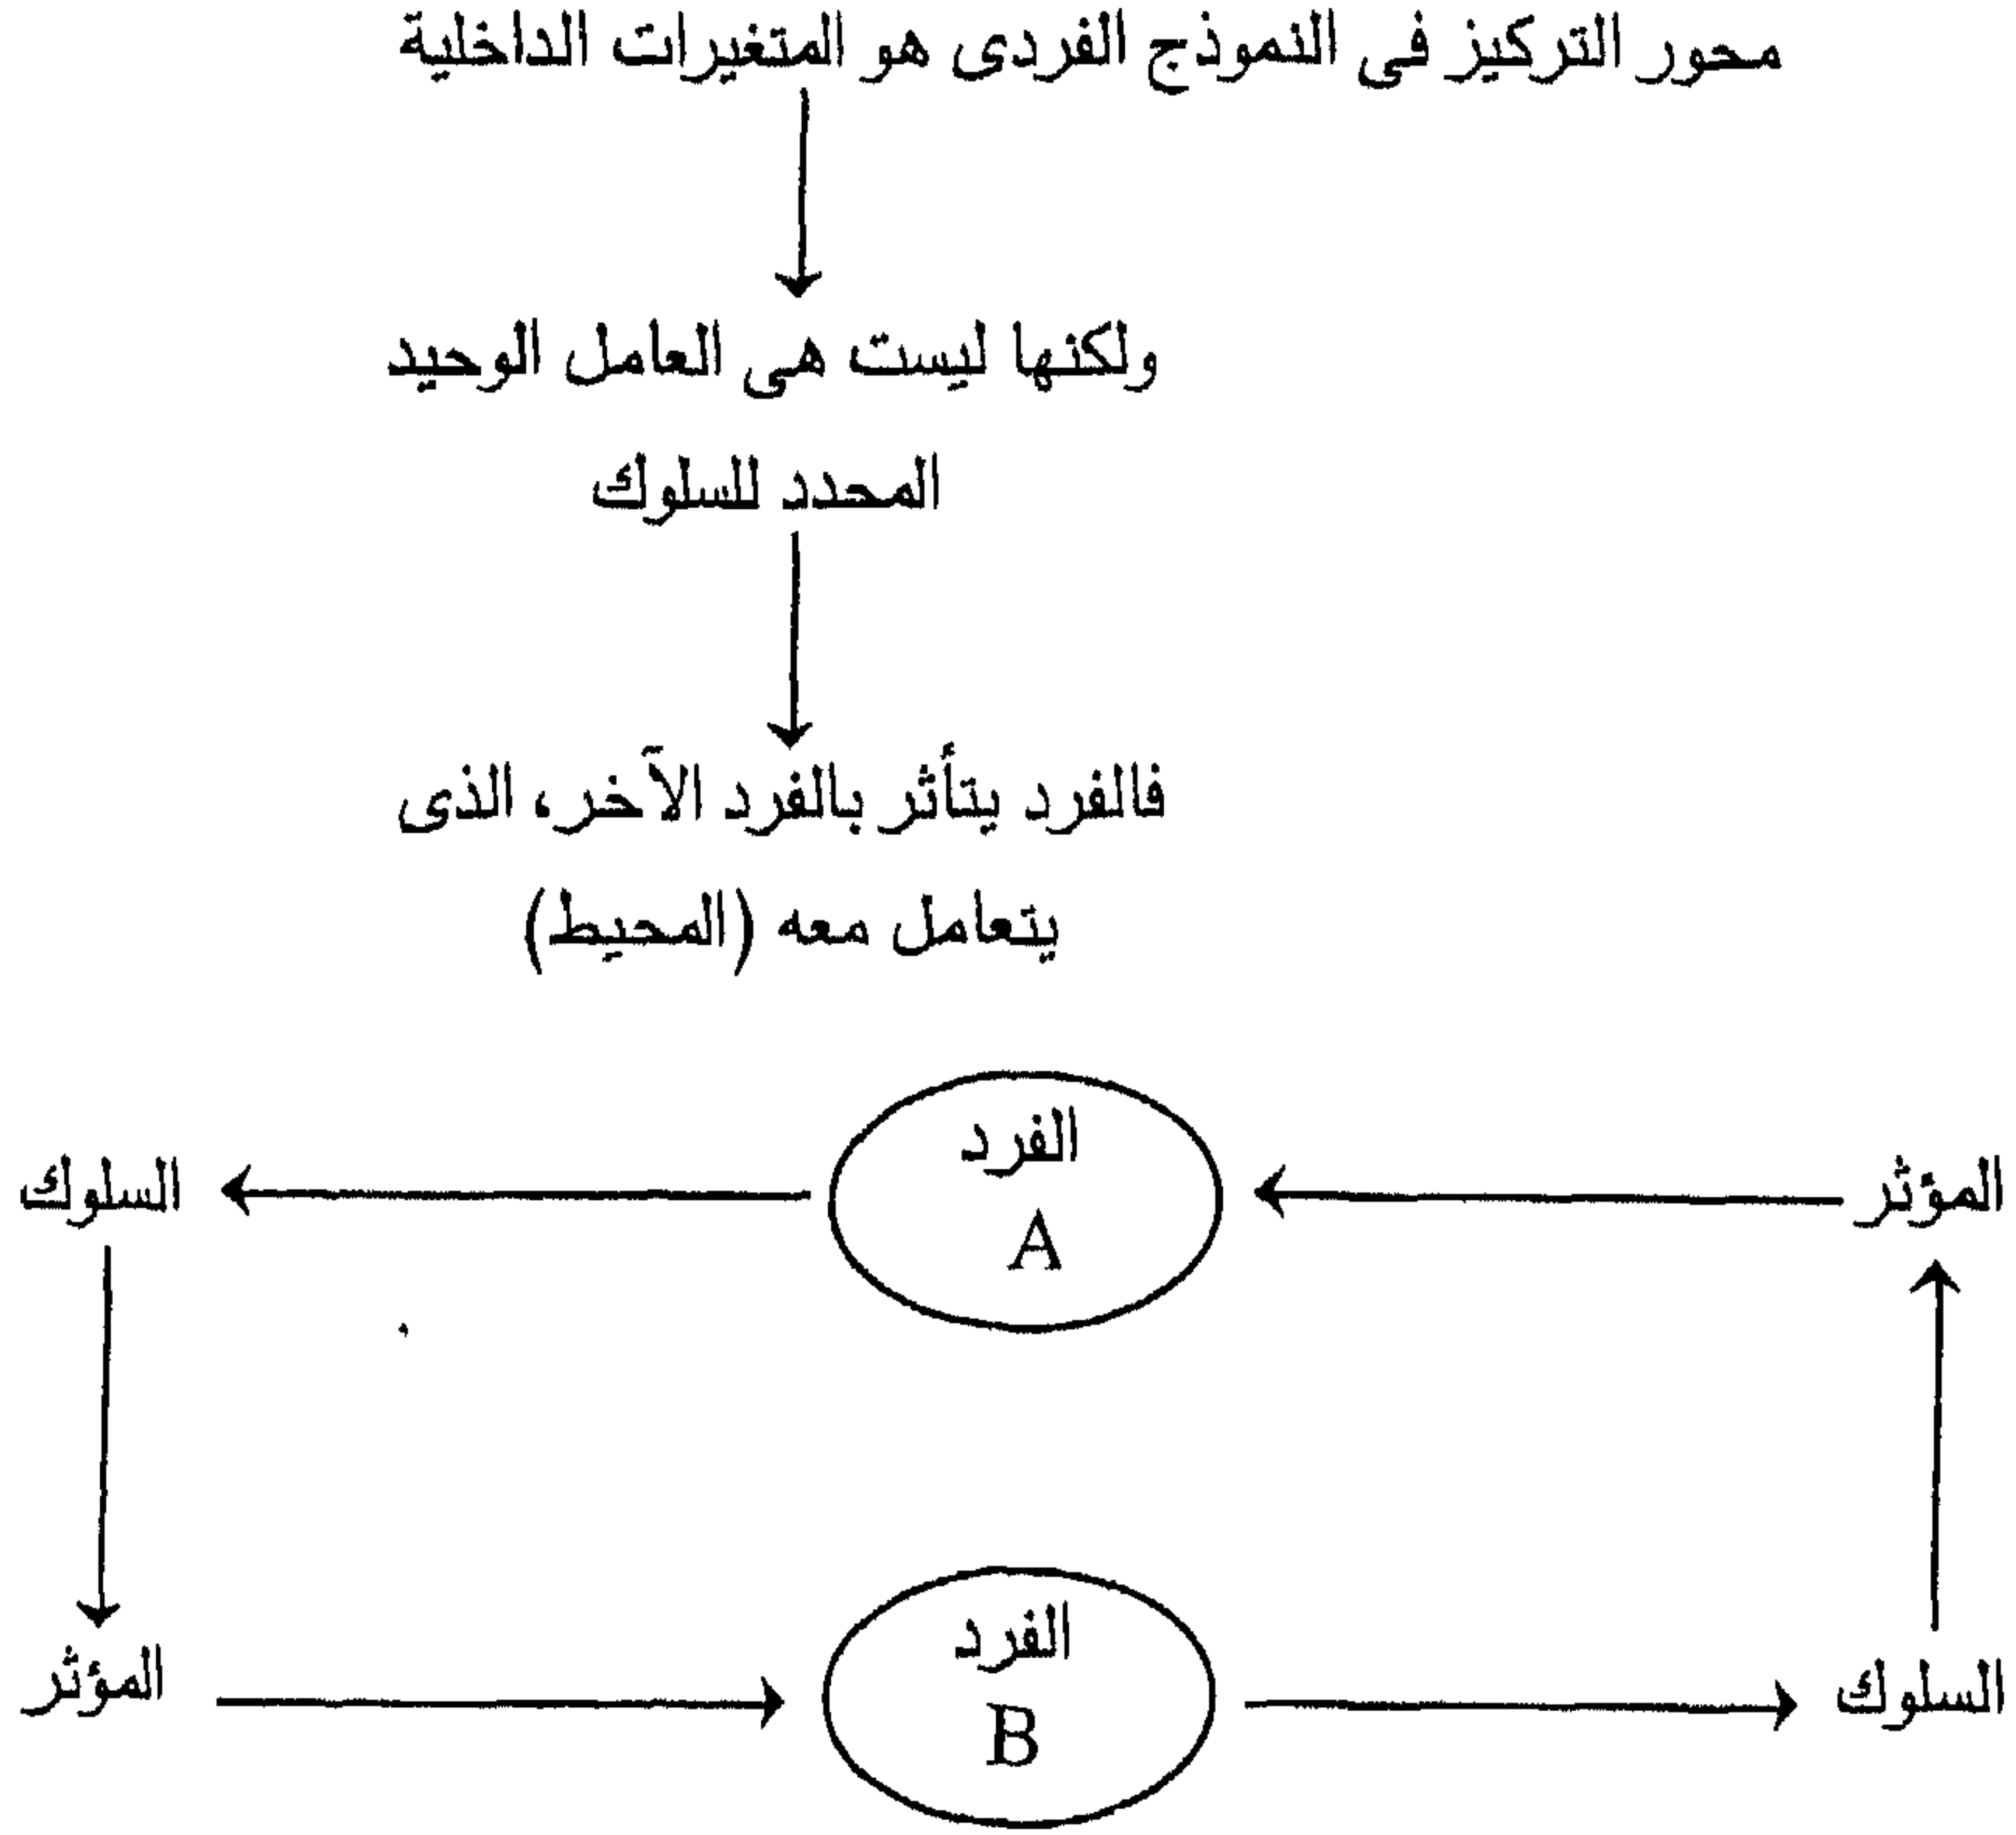 محور التركيز فى النموذج الفردى هو المتغيرات الداخلية
ولكنها ليست هى العامل الوحيد
المحدد للسلوك
فالفرد يتأثر بالفرد الآخر، الذى
يتعامل معه (المحيط)
المؤثر
الفرد
A
السلوك
المؤثر
الفرد
B
السلوك